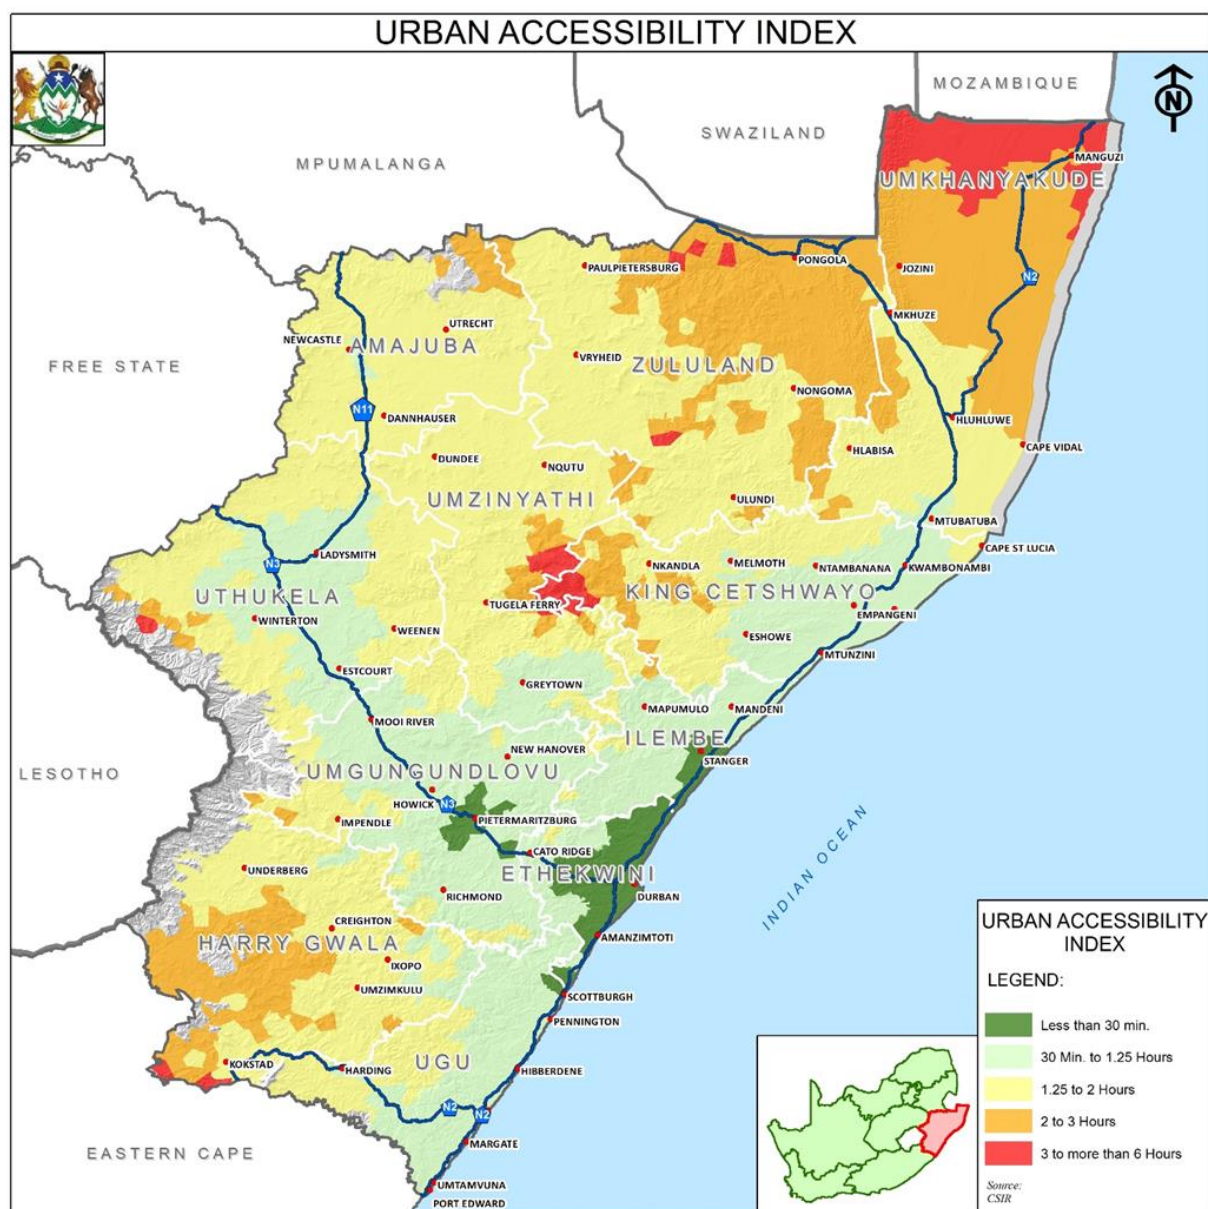 URBAN ACCESSIBILITY INDEX
MOZAMBIQUE
N
SWAZILAND
MPUMALANGA
MANGUZI
UMKHANYAKUDE
PONGOLA
PAULPIETERSBURG
JOZINI
N2
MKHUZE
UTRECHT
NEWCASTLE
AMAJUBA
VRYHEID
ZULULAND
FREE STATE
NONGOMA
N11
DANNHAUSER
HLUHLUWE
CAPE VIDAL
HLABISA
DUNDEE
NQUTU
UMZINYATHI
ULUNDI
MTUBATUBA
CAPE ST LUCIA
LADYSMITH
N3
NKANDLA
MELMOTH
NTAMBANANA
KWAMBONAMBI
UTHUKELA
KING CETSHWAYO
TUGELA FERRY
EMPANGENI
WINTERTON
WEENEN
ESHOWE
MTUNZINI
ESTCOURT
GREYTOWN
MAPUMULO
MANDENI
MOOI RIVER
ILEMBE
NEW HANOVER
STANGER
LESOTHO
UMGUNGUNDLOVU
HOWICK
N3
IMPENDLE
PIETERMARITZBURG
CATO RIDGE
INDIAN OCEAN
UNDERBERG
ETHEKWINI
RICHMOND
DURBAN
CREIGHTON
HARRY GWALA
AMANZIMTOTI
IXOPO
UMZIMKULU
SCOTTBURGH
PENNINGTON
UGU
KOKSTAD
HARDING
HIBBERDENE
N2
N2
MARGATE
EASTERN CAPE
UMTAMVUNA
PORT EDWARD
URBAN ACCESSIBILITY
INDEX
LEGEND:
Less than 30 min.
30 Min. to 1.25 Hours
1.25 to 2 Hours
2 to 3 Hours
3 to more than 6 Hours
Source:
CSIR